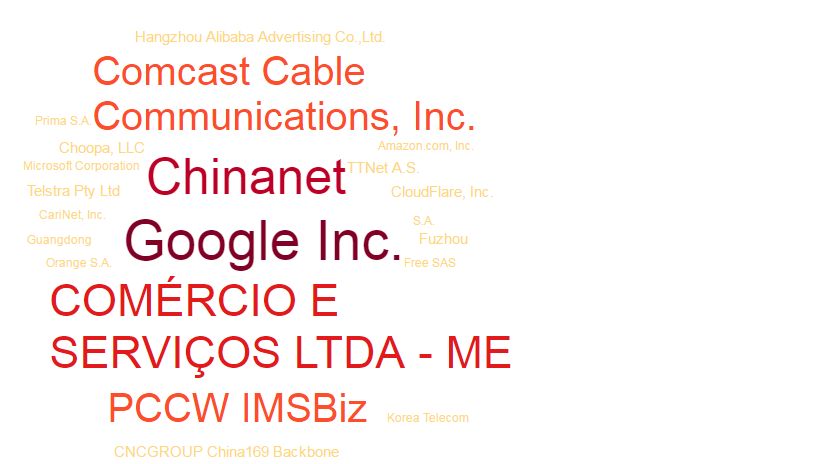 Hangzhou Alibaba Advertising Co.,Ltd.
Comcast Cable
Communications, Inc.
Prima S.A.
Choopa, LLC
Amazon.com, Inc.
Microsoft Corporation
Chinanet
TTNet A.S.
Telstra Pty Ltd
CloudFlare, Inc.
CariNet, Inc.
S.A.
Guangdong
Google Inc.
Fuzhou
Orange S.A.
Free SAS
COMÉRCIO E
SERVIÇOS LTDA - ME
PCCW IMSBiz
Korea Telecom
CNCGROUP China169 Backbone